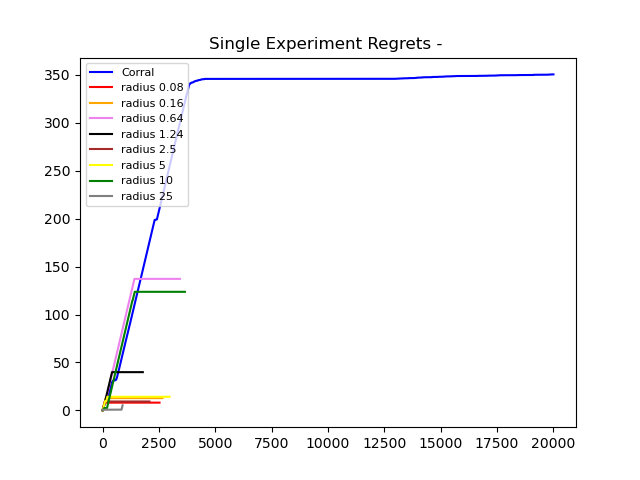 Single Experiment Regrets -
350
300
250
200
150
100
50
0
Corral
radius 0.08
radius 0.16
radius 0.64
radius 1.24
radius 2.5
radius 5
radius 10
radius 25
0 2500 5000 7500 10000 12500 15000 17500 20000